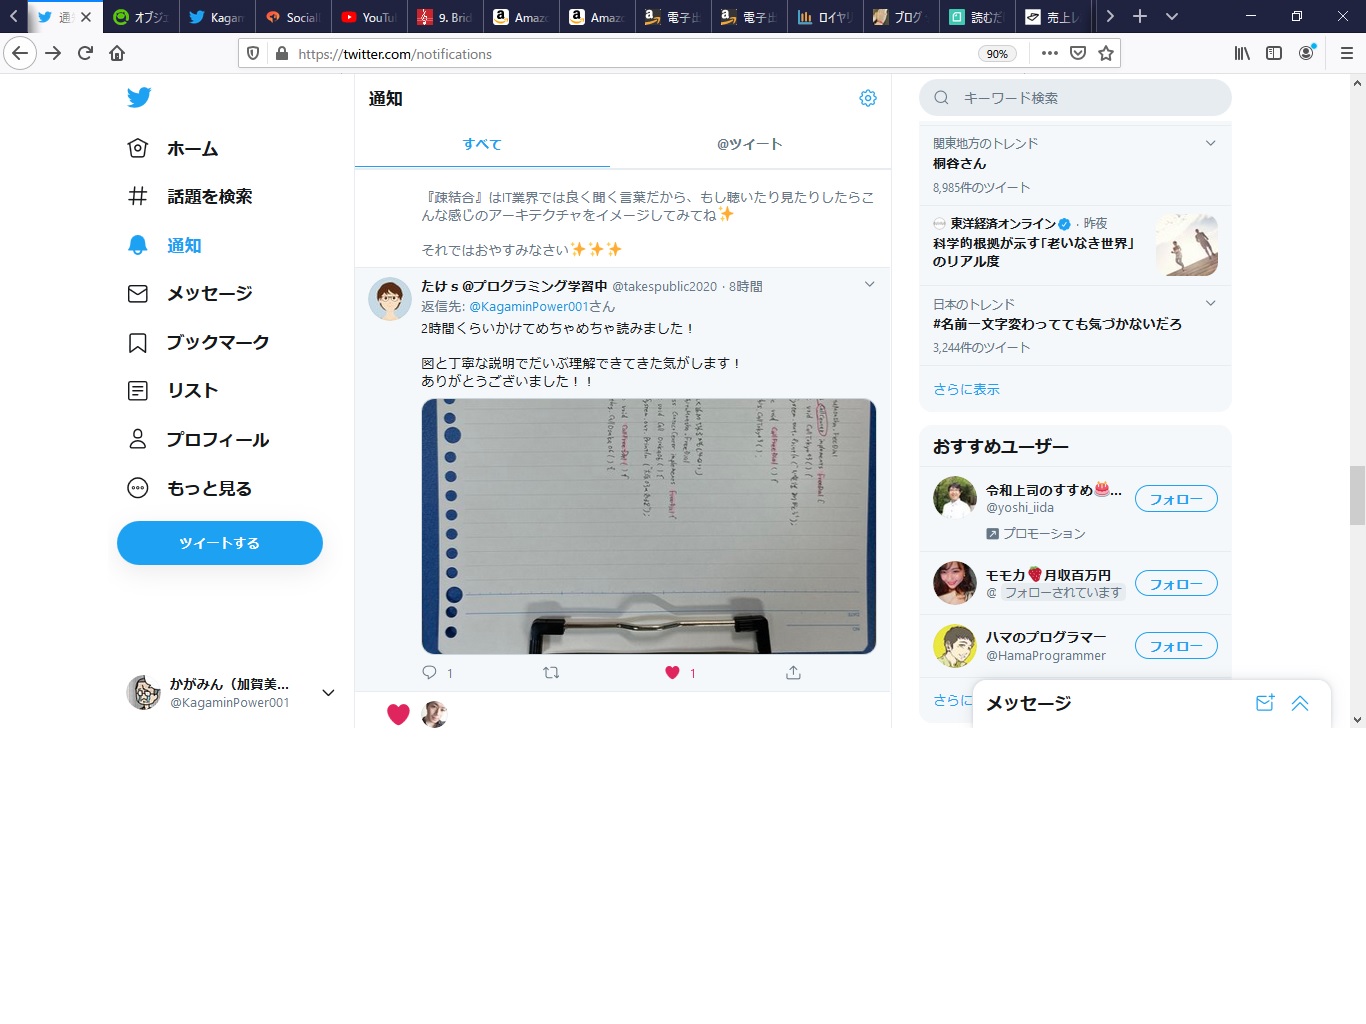 通
オブジェ
Kagam
Sociall
YouTul
9. Brid
Amazo
Amazo
電子出
電子出
ロイヤリ
ブログ
読むだ
売上レ
https://twitter.com/notifications
90%
ホーム
話題を検索
通知
メッセージ
ブックマーク
リスト
プロフィール
もっと見る
ツイートする
かがみん（加賀美...
@KaganinPower001
通知
すべて
@ツイート
『疎結合』はIT業界では良く聞く言葉だから、もし聴いたり見たりしたらこ
んな感じのアーキテクチャをイメージしてみてね✨
それではおやすみなさい✨✨✨
たけｓ@プログラミング学習中 @takespublic2020 · 8時間
返信先: @KagaminPower001さん
2時間くらいかけてめちゃめちゃ読みました！
図と丁寧な説明でだいぶ理解できてきた気がします！
ありがとうございました！！
1
1
キーワード検索
関東地方のトレンド
桐谷さん
8,985件のツイート
東洋経済オンライン · 昨夜
科学的根拠が示す｢老いなき世界｣
のリアル度
日本のトレンド
#名前一文字変わってても気づかないだろ
3,244件のツイート
さらに表示
おすすめユーザー
令和上司のすすめ🎂...
@yoshi_iida
フォロー
プロモーション
モモカ🍓月収百万円
@ フォローされています
フォロー
ハマのプログラマー
@HamaProgrammer
フォロー
さらに
メッセージ